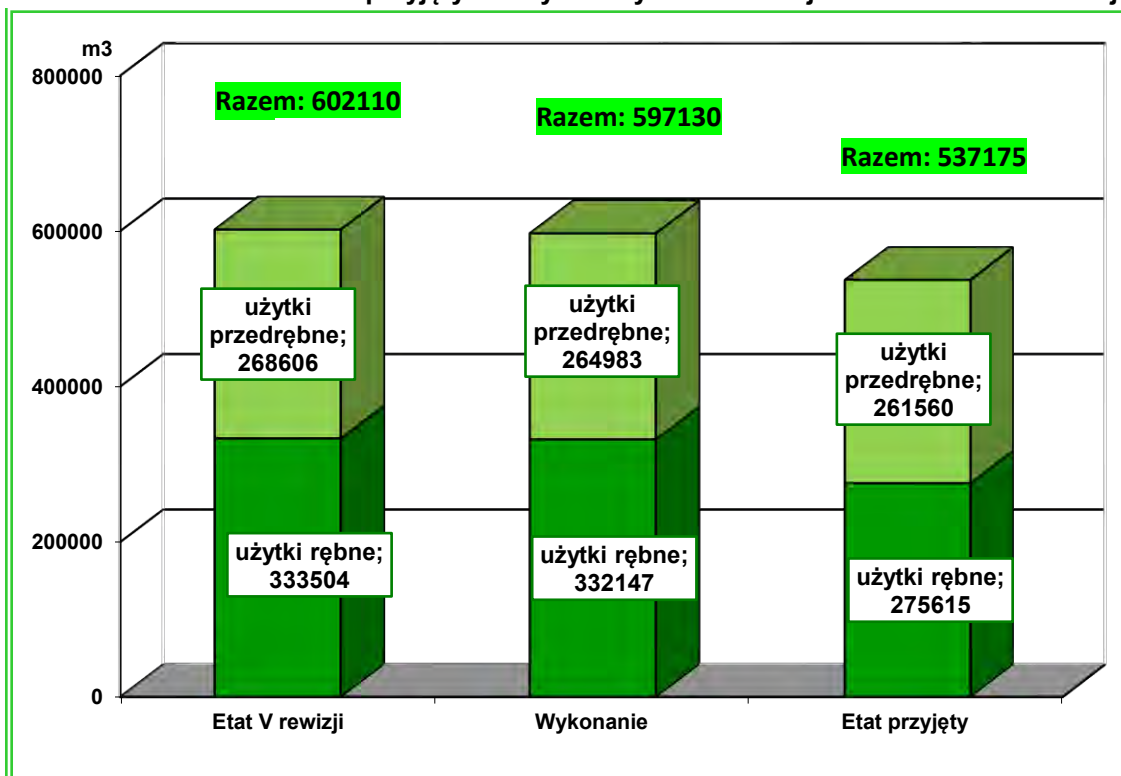 m3
800000
600000
400000
200000
0
Razem: 602110
Razem: 597130
Razem: 537175
użytki
przedrębne;
268606
użytki
przedrębne;
264983
użytki
przedrębne;
261560
użytki rębne;
333504
użytki rębne;
332147
użytki rębne;
275615
Etat V rewizji
Wykonanie
Etat przyjęty